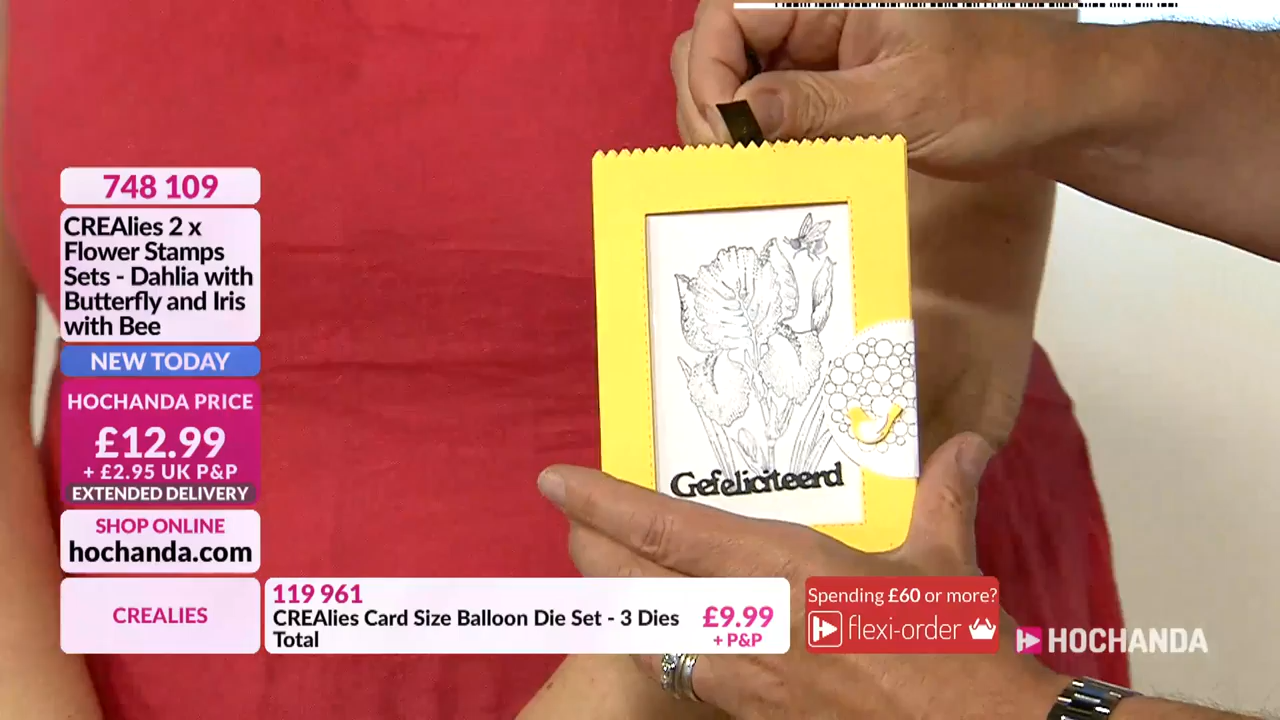 748 109
CREAlies 2 x
Flower Stamps
Sets - Dahlia with
Butterfly and Iris
with Bee
NEW TODAY
HOCHANDA PRICE
£12.99
+ £2.95 UK P&P
EXTENDED DELIVERY
SHOP ONLINE
hochanda.com
CREALIES
119 961
CREAlies Card Size Balloon Die Set - 3 Dies
Total
£9.99
+ P&P
Spending £60 or more?
flexi-order
HOCHANDA
Gefeliciteerd